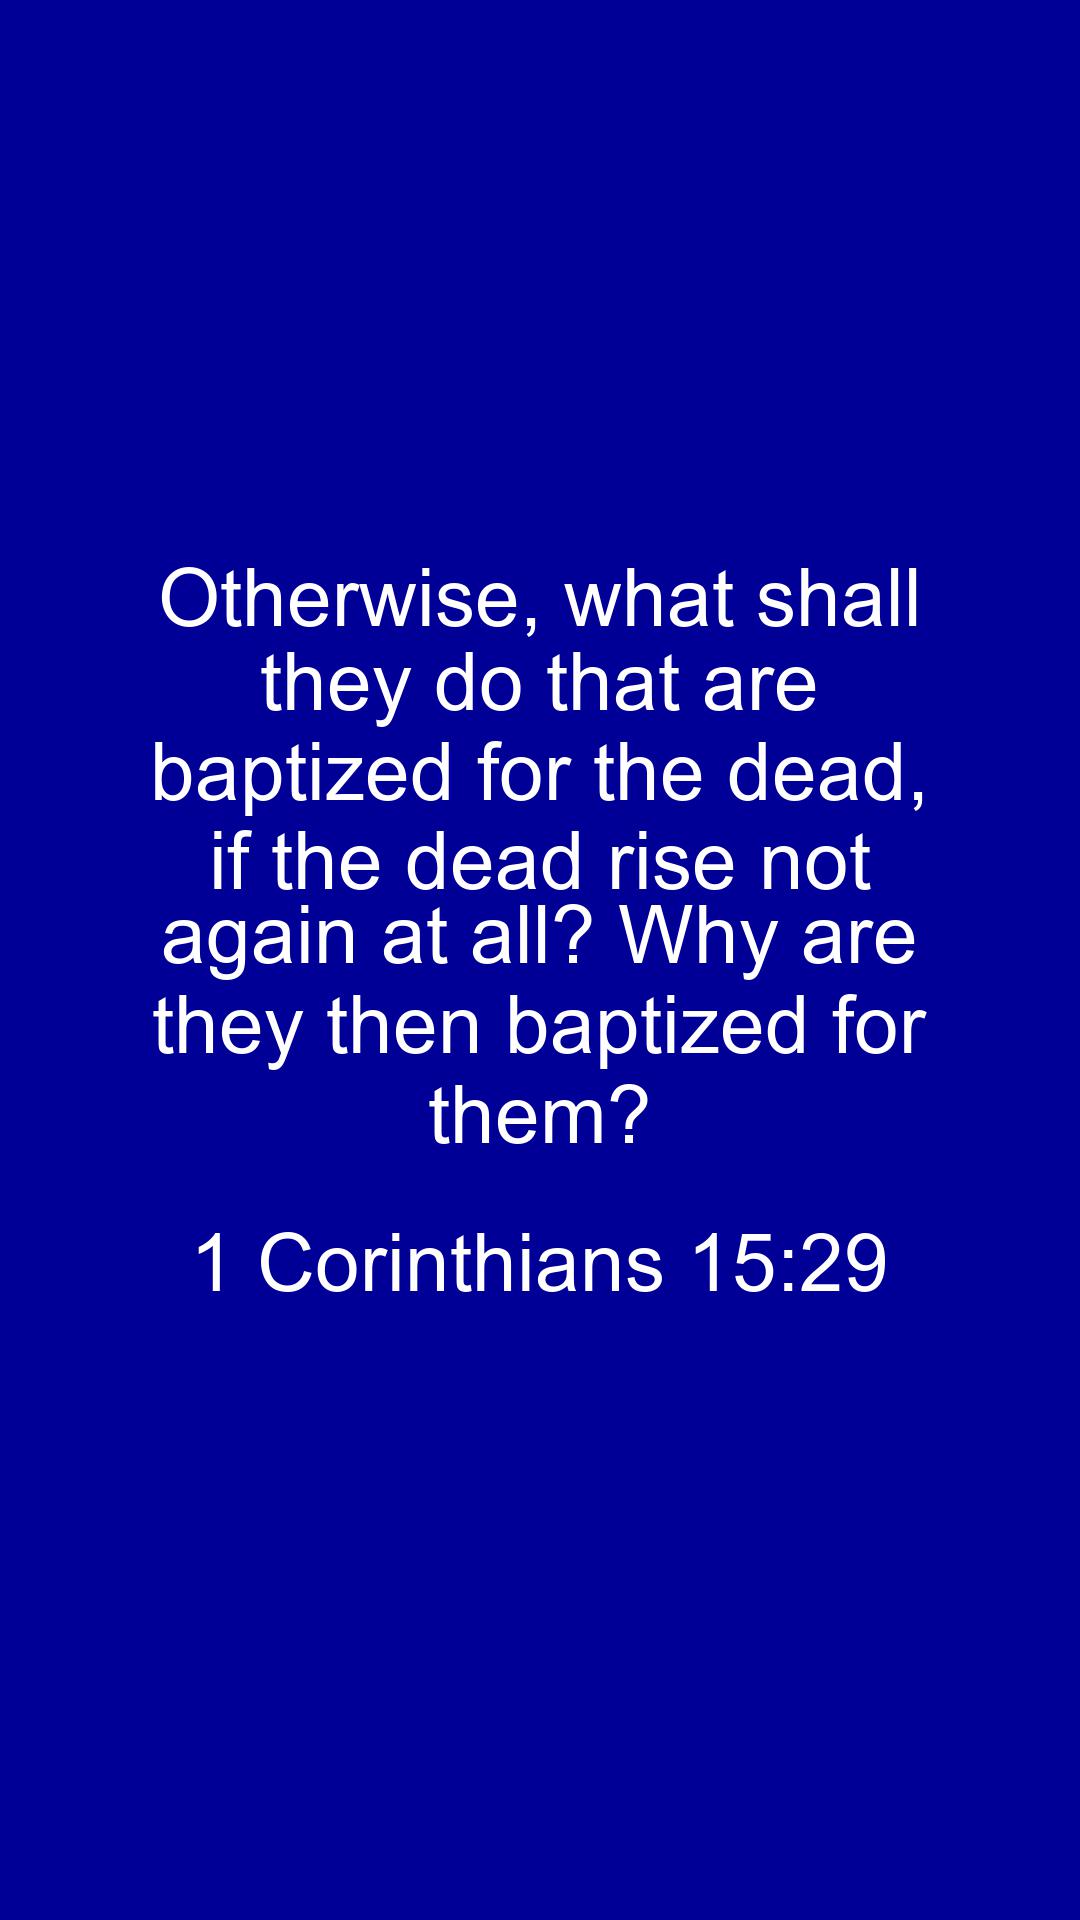 Otherwise, what shall
they do that are
baptized for the dead,
if the dead rise not
again at all? Why are
they then baptized for
them?
1 Corinthians 15:29